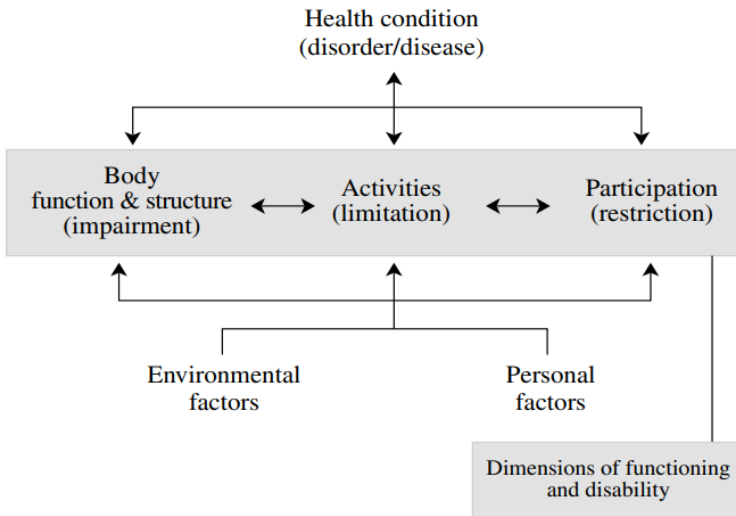 Health condition
(disorder/disease)
Body
function & structure
(impairment)
Activities
(limitation)
Participation
(restriction)
Environmental
factors
Personal
factors
Dimensions of functioning
and disability